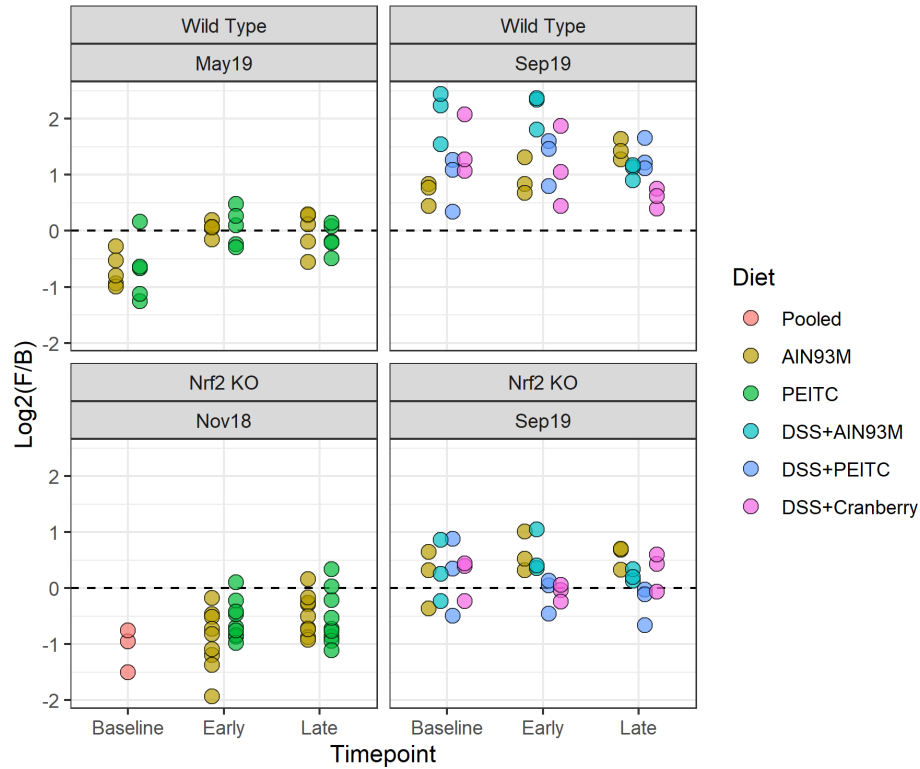 Wild Type
Wild Type
May19
Sep19
2
1
0
-1
-2
Nrf2 KO
Nrf2 KO
Nov18
Sep19
2
1
0
-1
-2
Log2(F/B)
Baseline
Early
Late
Baseline
Early
Late
Timepoint
Diet
Pooled
AIN93M
PEITC
DSS+AIN93M
DSS+PEITC
DSS+Cranberry